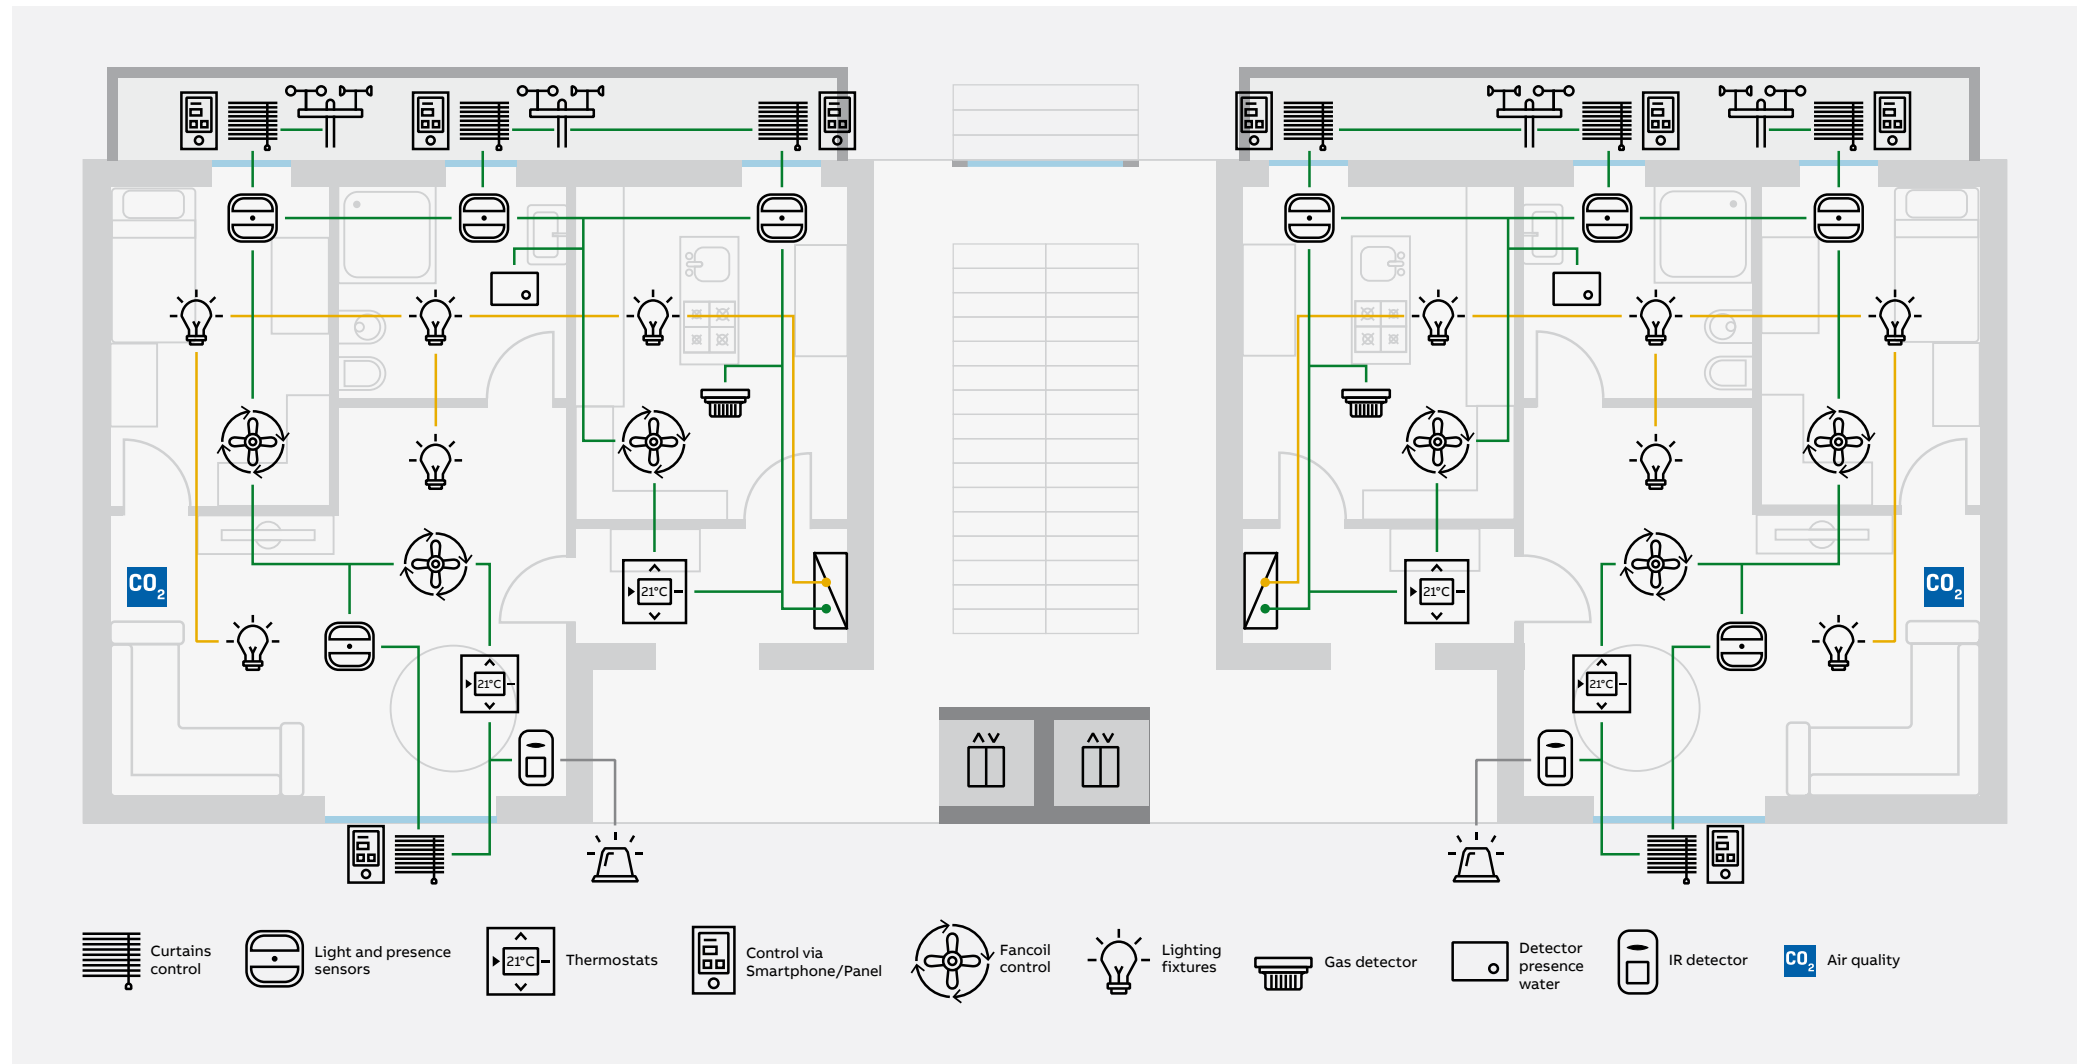 21°C
21°C
CO2
CO2
21°C
21°C
Curtains
control
Light and presence
sensors
21°C
Thermostats
Control via
Smartphone/Panel
Fancoil
control
Lighting
fixtures
Gas detector
Detector
presence
water
IR detector
CO2
Air quality